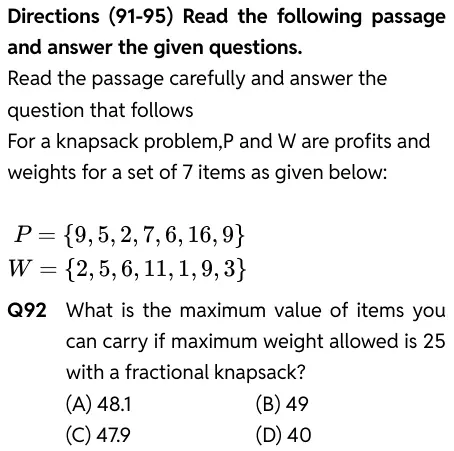 Directions (91-95) Read the following passage
and answer the given questions.
Read the passage carefully and answer the
question that follows
For a knapsack problem,P and W are profits and
weights for a set of 7 items as given below:
P = {9, 5, 2, 7, 6, 16, 9}
W = {2, 5, 6, 11, 1, 9, 3}
Q92 What is the maximum value of items you
can carry if maximum weight allowed is 25
with a fractional knapsack?
(A) 48.1 (B) 49
(C) 47.9 (D) 40